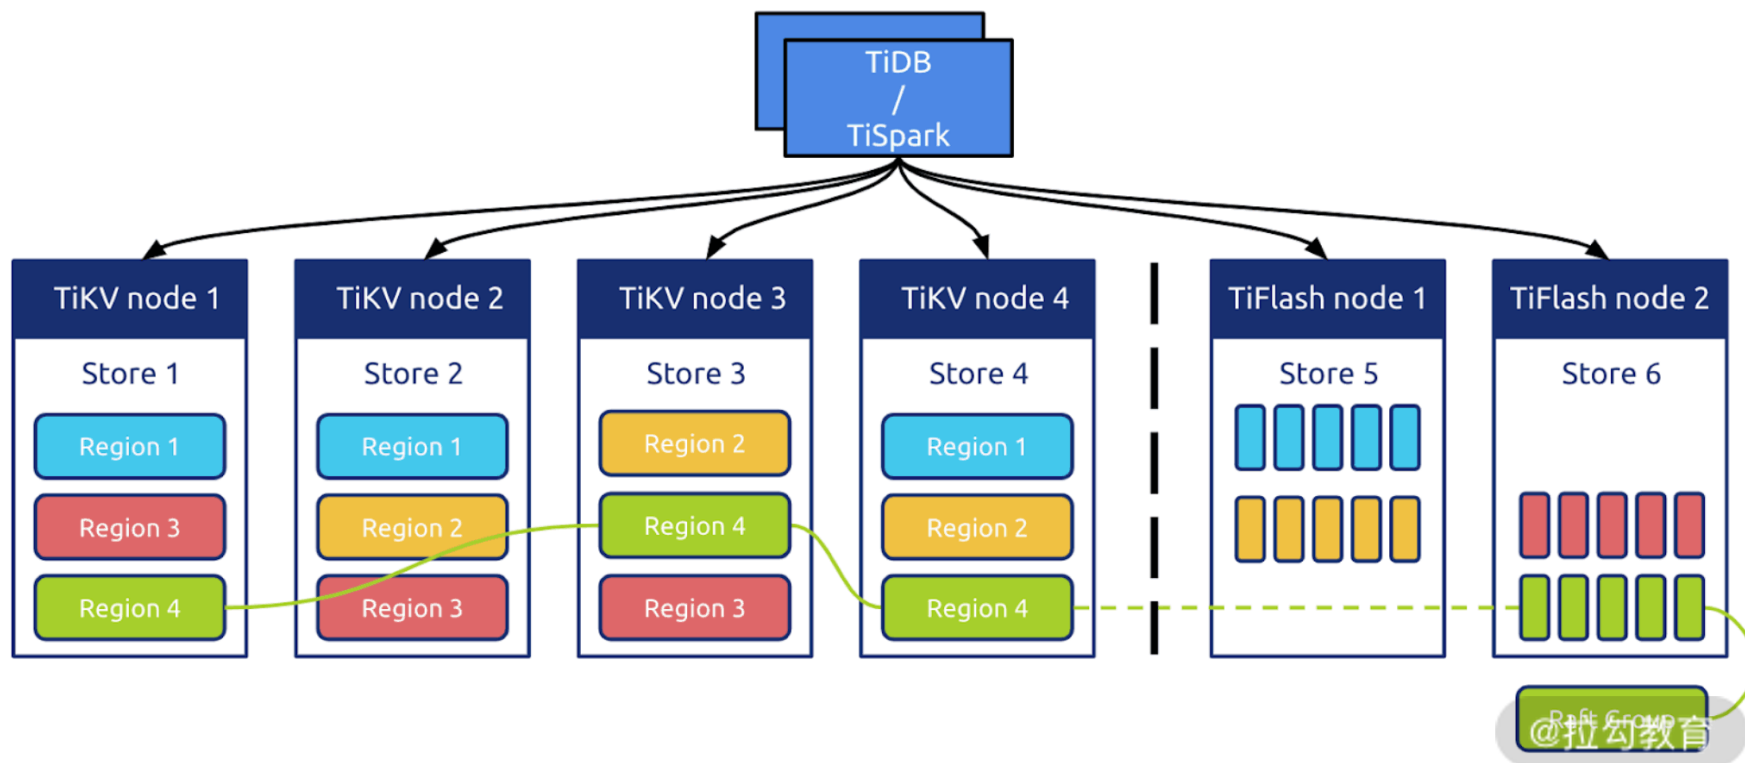 TiDB
/
TiSpark
TiKV node 1
TiKV node 2
TiKV node 3
TiKV node 4
TiFlash node 1
TiFlash node 2
Store 1
Store 2
Store 3
Store 4
Store 5
Store 6
Region 1
Region 1
Region 2
Region 1
Region 3
Region 2
Region 4
Region 2
Region 4
Region 3
Region 3
Region 4
Raft Group
@拉勾教育